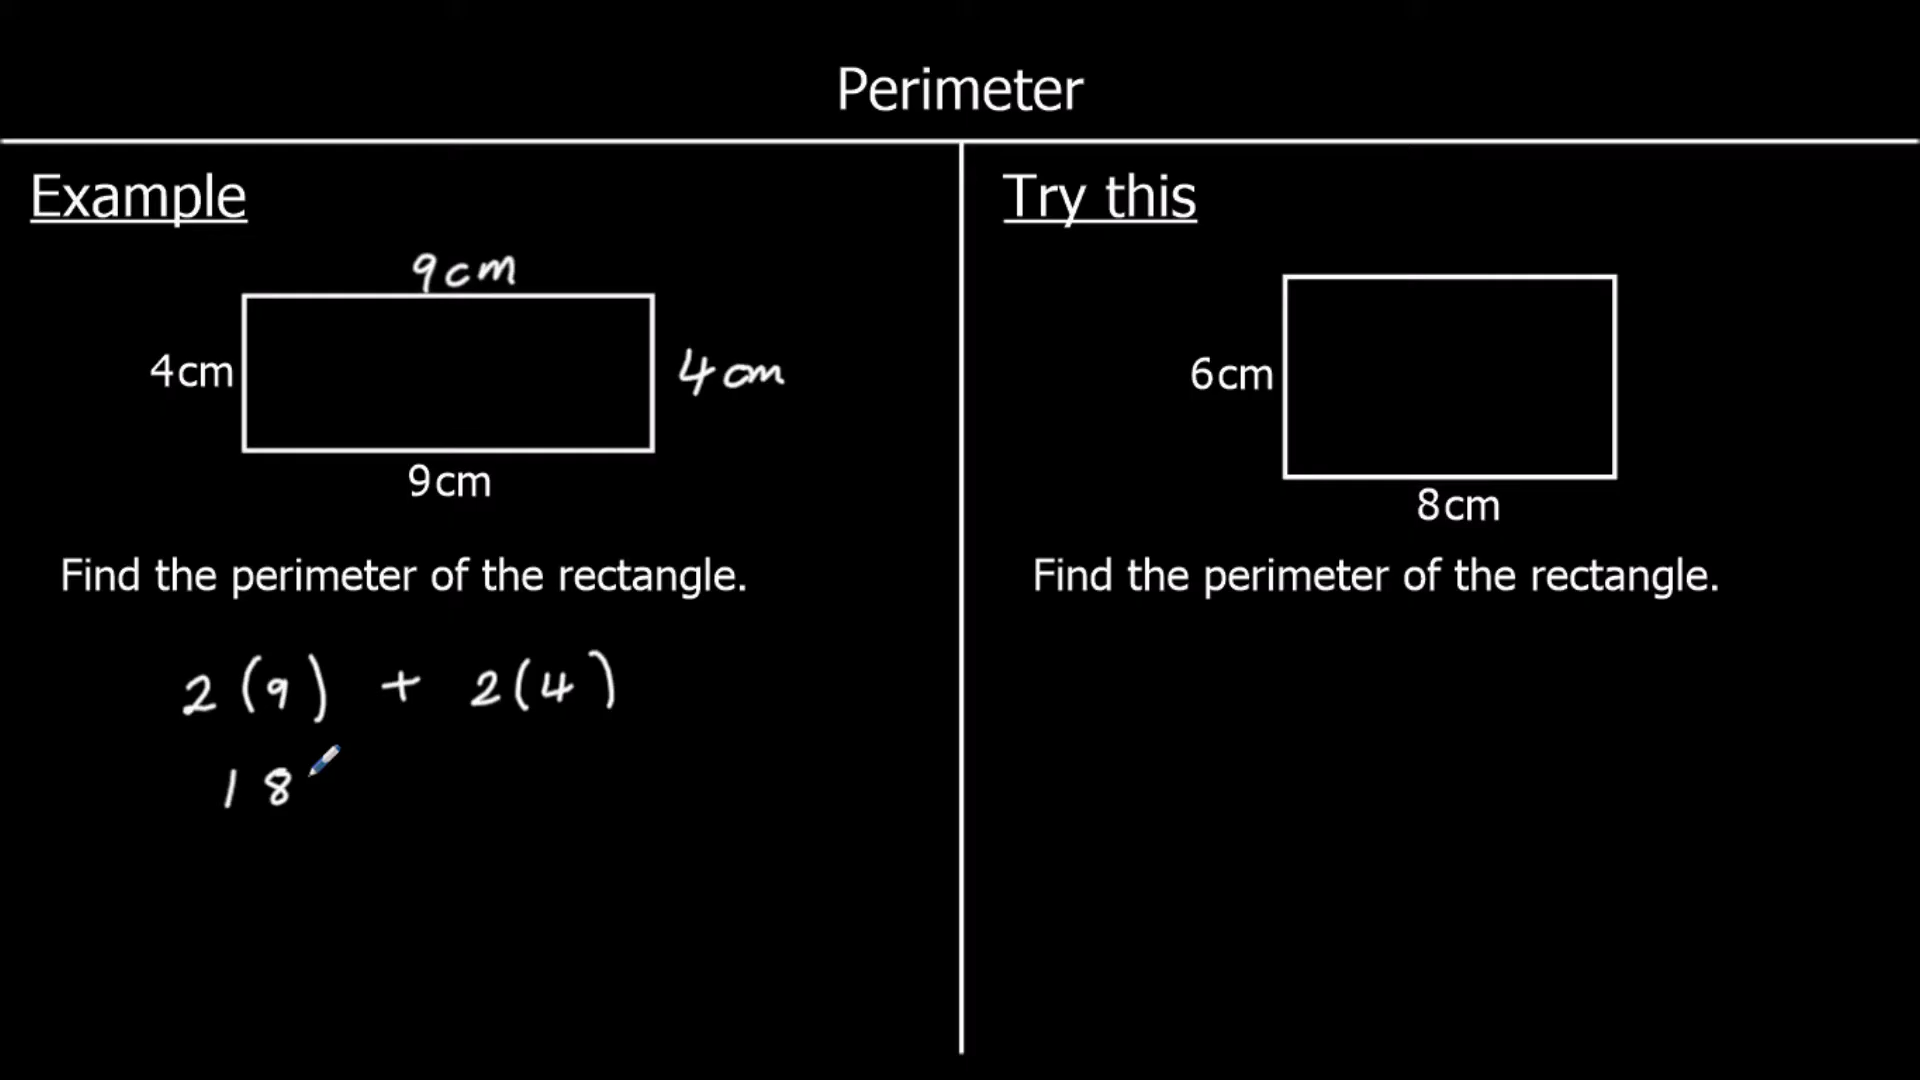 Perimeter
Example
9cm
4cm
4cm
9cm
Find the perimeter of the rectangle.
2(9) + 2(4)
18
Try this
6cm
8cm
Find the perimeter of the rectangle.